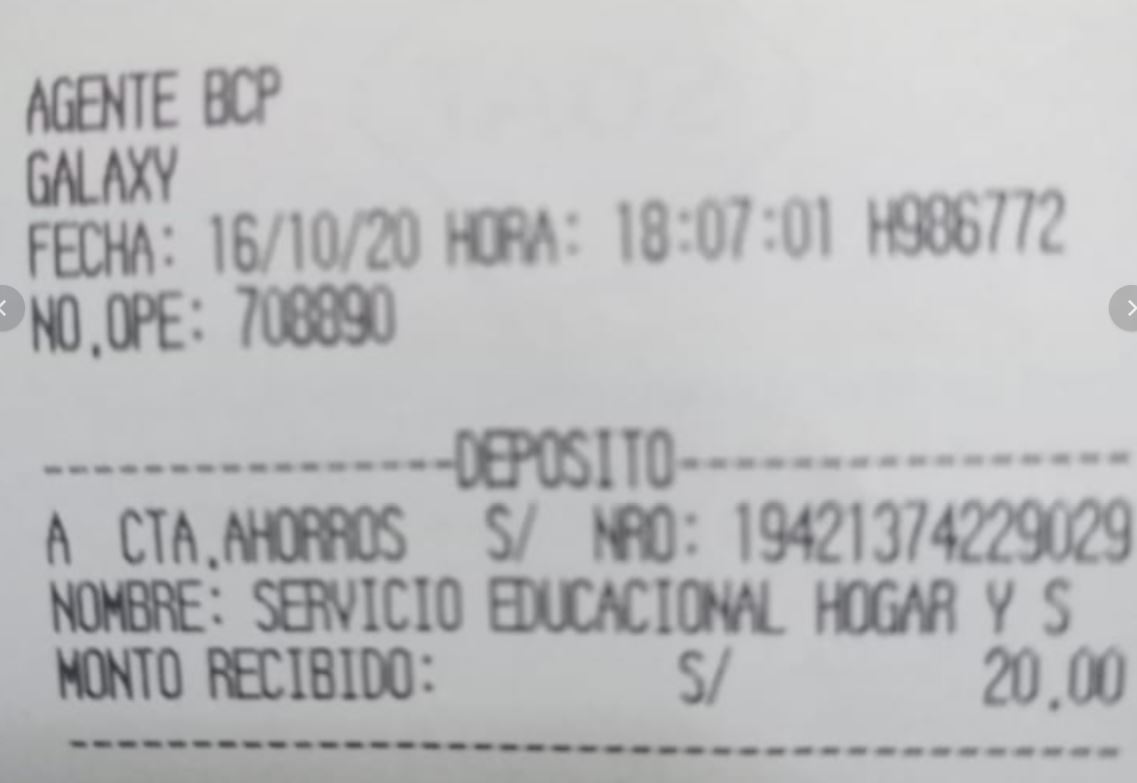 AGENTE BCP
GALAXY
FECHA: 16/10/20 HORA: 18:07:01 H986772
NO.OPE: 708890
--------------------DEPOSITO----------------------
A CTA.AHORROS S/ NRO: 19421374229029
NOMBRE: SERVICIO EDUCACIONAL HOGAR Y S
MONTO RECIBIDO: S/ 20.00
--------------------------------------------------